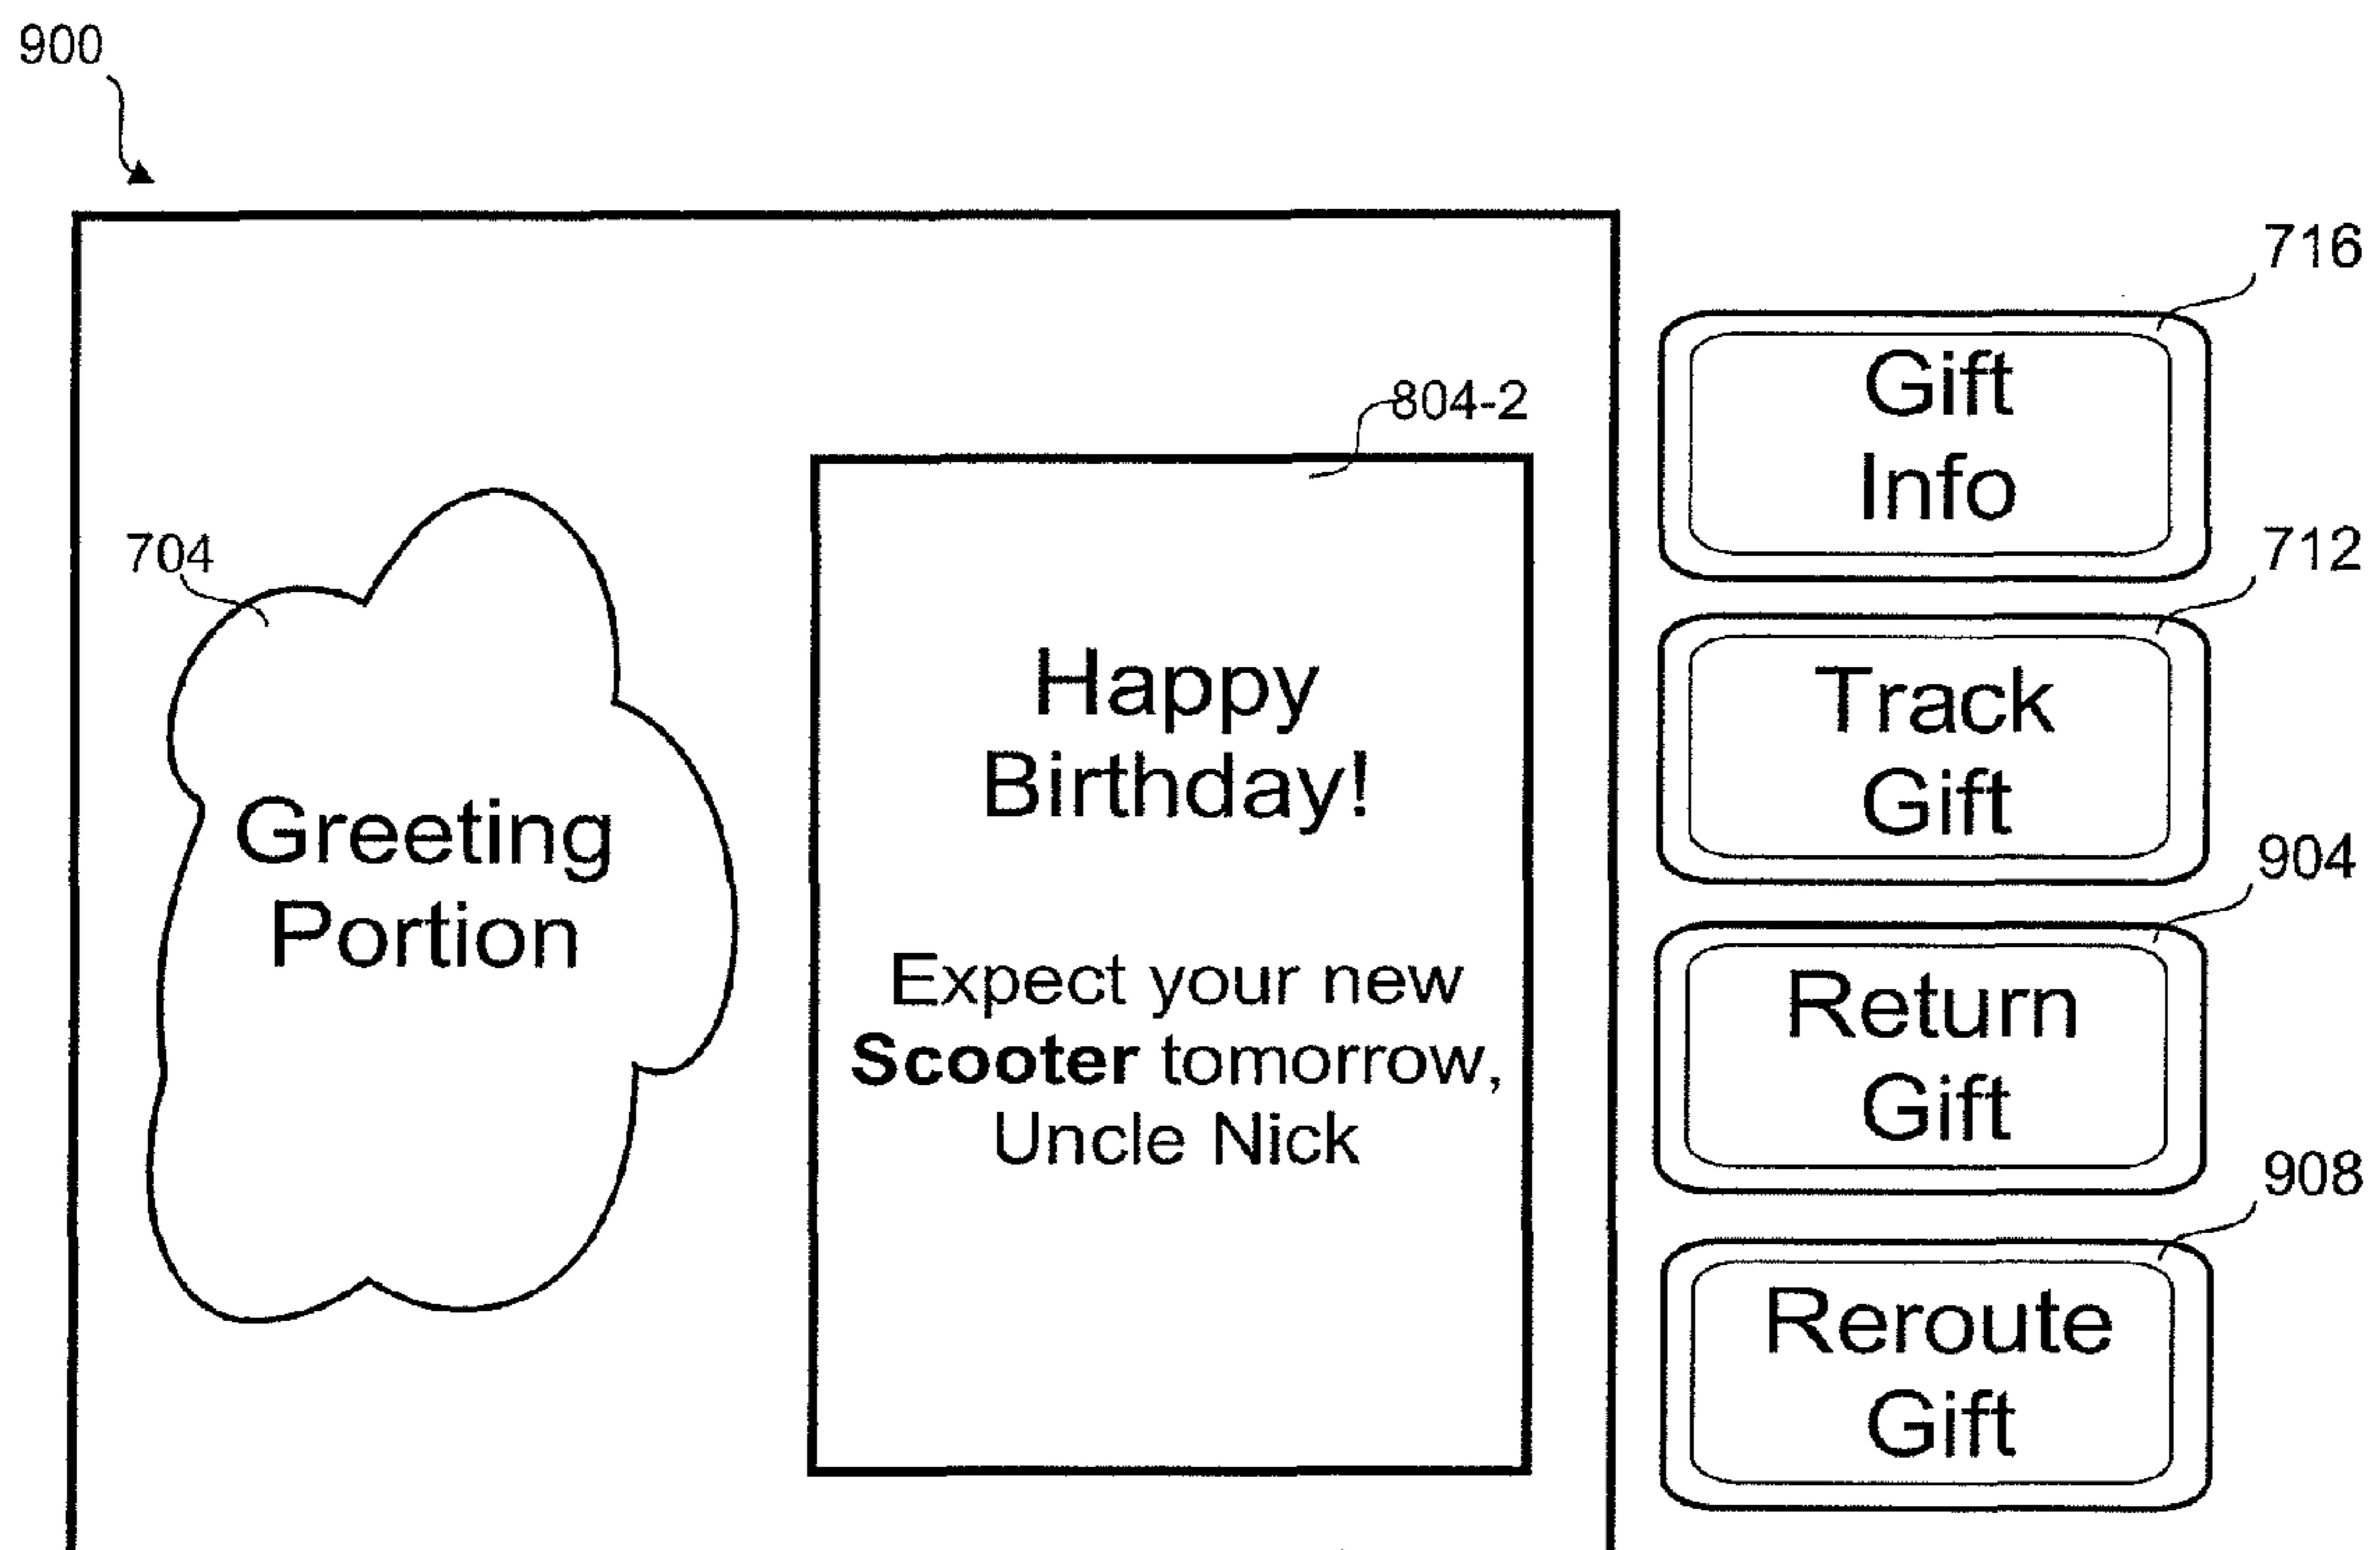 900
716
Gift
Info
804-2
704
Happy
Birthday!
Expect your new
Scooter tomorrow,
Uncle Nick
Greeting
Portion
712
Track
Gift
904
Return
Gift
908
Reroute
Gift